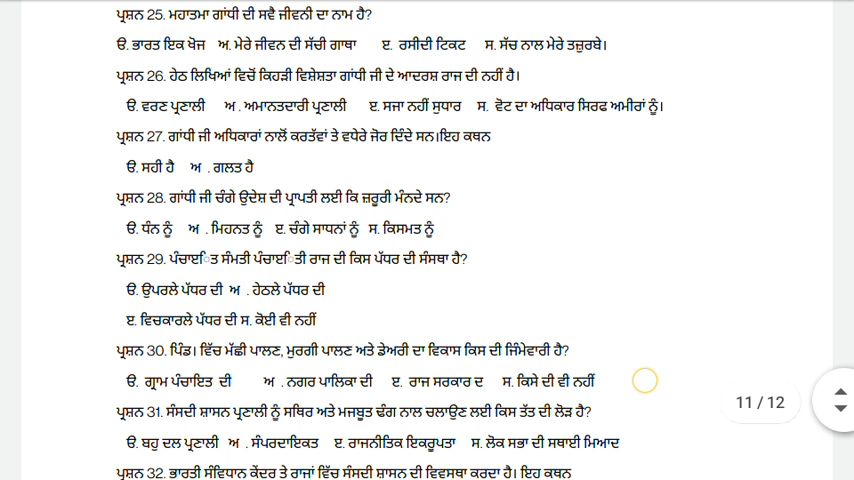 ਪ੍ਰਸ਼ਨ 25. ਮਹਾਤਮਾ ਗਾਂਧੀ ਦੀ ਸਵੈ ਜੀਵਨੀ ਦਾ ਨਾਮ ਹੈ?
ੳ. ਭਾਰਤ ਇਕ ਖੋਜ ਅ. ਮੇਰੇ ਜੀਵਨ ਦੀ ਸੱਚੀ ਗਾਥਾ ੲ. ਰਸੀਦੀ ਟਿਕਟ ਸ. ਸੱਚ ਨਾਲ ਮੇਰੇ ਤਜ਼ੁਰਬੇ।
ਪ੍ਰਸ਼ਨ 26. ਹੇਠ ਲਿਖਿਆਂ ਵਿਚੋਂ ਕਿਹੜੀ ਵਿਸ਼ੇਸ਼ਤਾ ਗਾਂਧੀ ਜੀ ਦੇ ਆਦਰਸ਼ ਰਾਜ ਦੀ ਨਹੀਂ ਹੈ।
ੳ. ਵਰਣ ਪ੍ਰਣਾਲੀ ਅ . ਅਮਾਨਤਦਾਰੀ ਪ੍ਰਣਾਲੀ ੲ. ਸਜਾ ਨਹੀਂ ਸੁਧਾਰ ਸ. ਵੋਟ ਦਾ ਅਧਿਕਾਰ ਸਿਰਫ ਅਮੀਰਾਂ ਨੂੰ।
ਪ੍ਰਸ਼ਨ 27. ਗਾਂਧੀ ਜੀ ਅਧਿਕਾਰਾਂ ਨਾਲੋਂ ਕਰਤੱਵਾਂ ਤੇ ਵਧੇਰੇ ਜੋਰ ਦਿੰਦੇ ਸਨ।ਇਹ ਕਥਨ
ੳ. ਸਹੀ ਹੈ ਅ . ਗਲਤ ਹੈ
ਪ੍ਰਸ਼ਨ 28. ਗਾਂਧੀ ਜੀ ਚੰਗੇ ਉਦੇਸ਼ ਦੀ ਪ੍ਰਾਪਤੀ ਲਈ ਕਿ ਜ਼ਰੂਰੀ ਮੰਨਦੇ ਸਨ?
ੳ. ਧੰਨ ਨੂੰ ਅ . ਮਿਹਨਤ ਨੂੰ ੲ. ਚੰਗੇ ਸਾਧਨਾਂ ਨੂੰ ਸ. ਕਿਸਮਤ ਨੂੰ
ਪ੍ਰਸ਼ਨ 29. ਪੰਚਾੲਿਤ ਸੰਮਤੀ ਪੰਚਾੲਿਤੀ ਰਾਜ ਦੀ ਕਿਸ ਪੱਧਰ ਦੀ ਸੰਸਥਾ ਹੈ?
ੳ. ਉਪਰਲੇ ਪੱਧਰ ਦੀ ਅ . ਹੇਠਲੇ ਪੱਧਰ ਦੀ
ੲ. ਵਿਚਕਾਰਲੇ ਪੱਧਰ ਦੀ ਸ. ਕੋਈ ਵੀ ਨਹੀਂ
ਪ੍ਰਸ਼ਨ 30. ਪਿੰਡ। ਵਿੱਚ ਮੱਛੀ ਪਾਲਣ, ਮੁਰਗੀ ਪਾਲਣ ਅਤੇ ਡੇਅਰੀ ਦਾ ਵਿਕਾਸ ਕਿਸ ਦੀ ਜਿੰਮੇਵਾਰੀ ਹੈ?
ੳ. ਗ੍ਰਾਮ ਪੰਚਾਇਤ ਦੀ ਅ . ਨਗਰ ਪਾਲਿਕਾ ਦੀ ੲ. ਰਾਜ ਸਰਕਾਰ ਦ ਸ. ਕਿਸੇ ਦੀ ਵੀ ਨਹੀਂ
11 / 12
ਪ੍ਰਸ਼ਨ 31. ਸੰਸਦੀ ਸ਼ਾਸਨ ਪ੍ਰਣਾਲੀ ਨੂੰ ਸਥਿਰ ਅਤੇ ਮਜਬੂਤ ਢੰਗ ਨਾਲ ਚਲਾਉਣ ਲਈ ਕਿਸ ਤੱਤ ਦੀ ਲੋੜ ਹੈ?
ੳ. ਬਹੁ ਦਲ ਪ੍ਰਣਾਲੀ ਅ . ਸੰਪਰਦਾਇਕਤ ੲ. ਰਾਜਨੀਤਿਕ ਇਕਰੂਪਤਾ ਸ. ਲੋਕ ਸਭਾ ਦੀ ਸਥਾਈ ਮਿਆਦ
ਪ੍ਰਸ਼ਨ 32. ਭਾਰਤੀ ਸੰਵਿਧਾਨ ਕੇਂਦਰ ਤੇ ਰਾਜਾਂ ਵਿੱਚ ਸੰਸਦੀ ਸ਼ਾਸਨ ਦੀ ਵਿਵਸਥਾ ਕਰਦਾ ਹੈ। ਇਹ ਕਥਨ